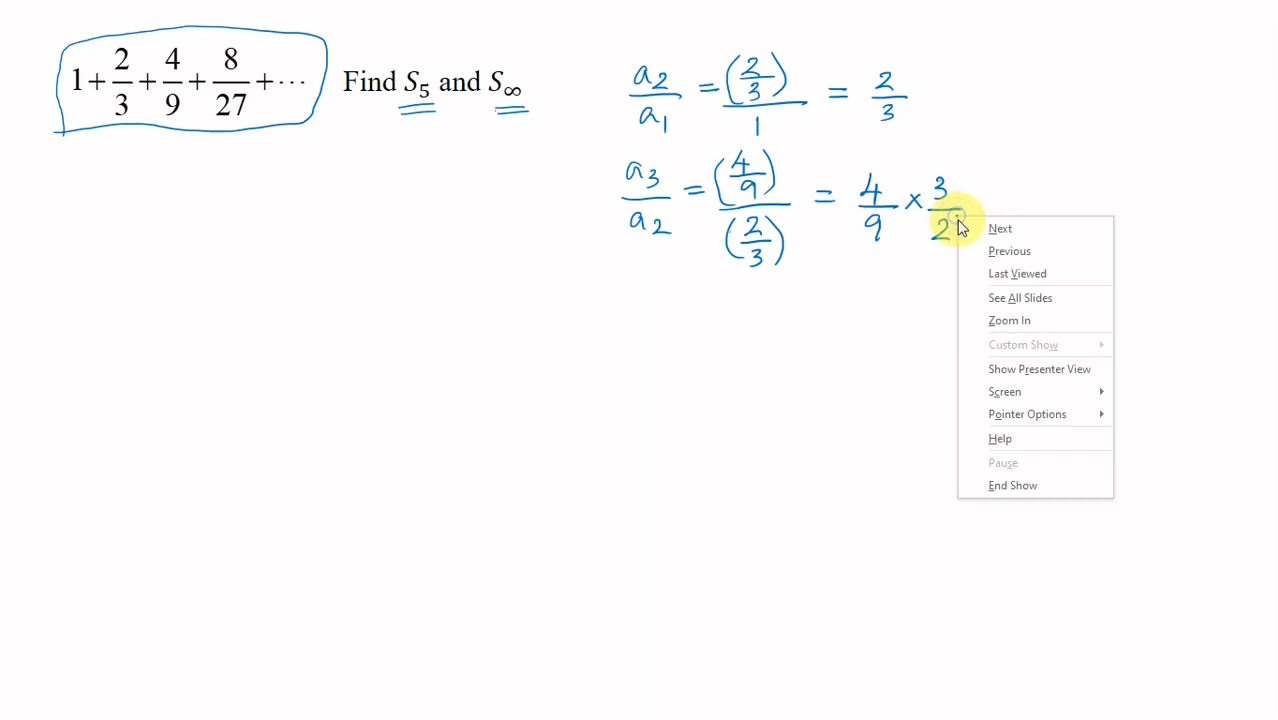 1 + 2/3 + 4/9 + 8/27 + ⋯ Find S₅ and S∞
a₂/a₁ = (2/3)/1 = 2/3
a₃/a₂ = (4/9)/(2/3) = 4/9 × 3/2
Next
Previous
Last Viewed
See All Slides
Zoom In
Custom Show
Show Presenter View
Screen
Pointer Options
Help
Pause
End Show